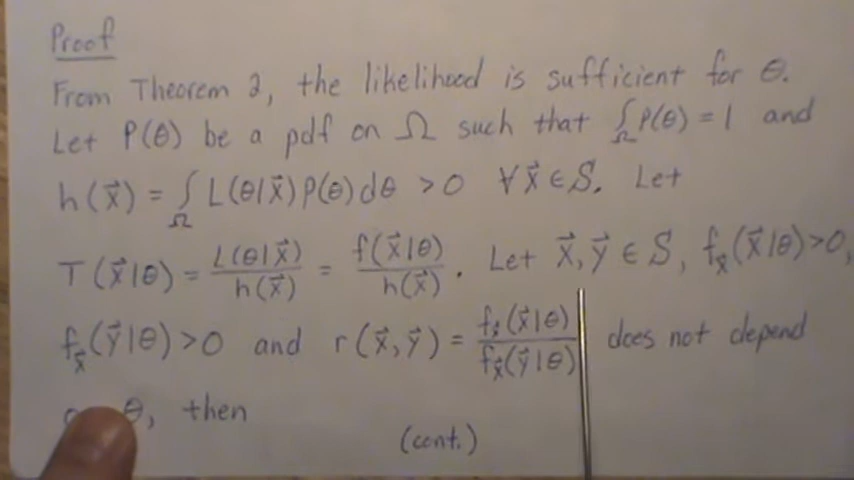 Proof
From Theorem 2, the likelihood is sufficient for θ.
Let P(θ) be a pdf on Ω such that ∫_Ω P(θ) = 1 and
h(x⃗) = ∫_Ω L(θ|x⃗)P(θ)dθ > 0 ∀x⃗ ∈ S. Let
T(x⃗|θ) = L(θ|x⃗)/h(x⃗) = f(x⃗|θ)/h(x⃗). Let x⃗, y⃗ ∈ S, f_x⃗(x⃗|θ)>0,
f_x⃗(y⃗|θ) > 0 and r(x⃗,y⃗) = f_x⃗(x⃗|θ)/f_x⃗(y⃗|θ) does not depend
θ, then
(cont.)